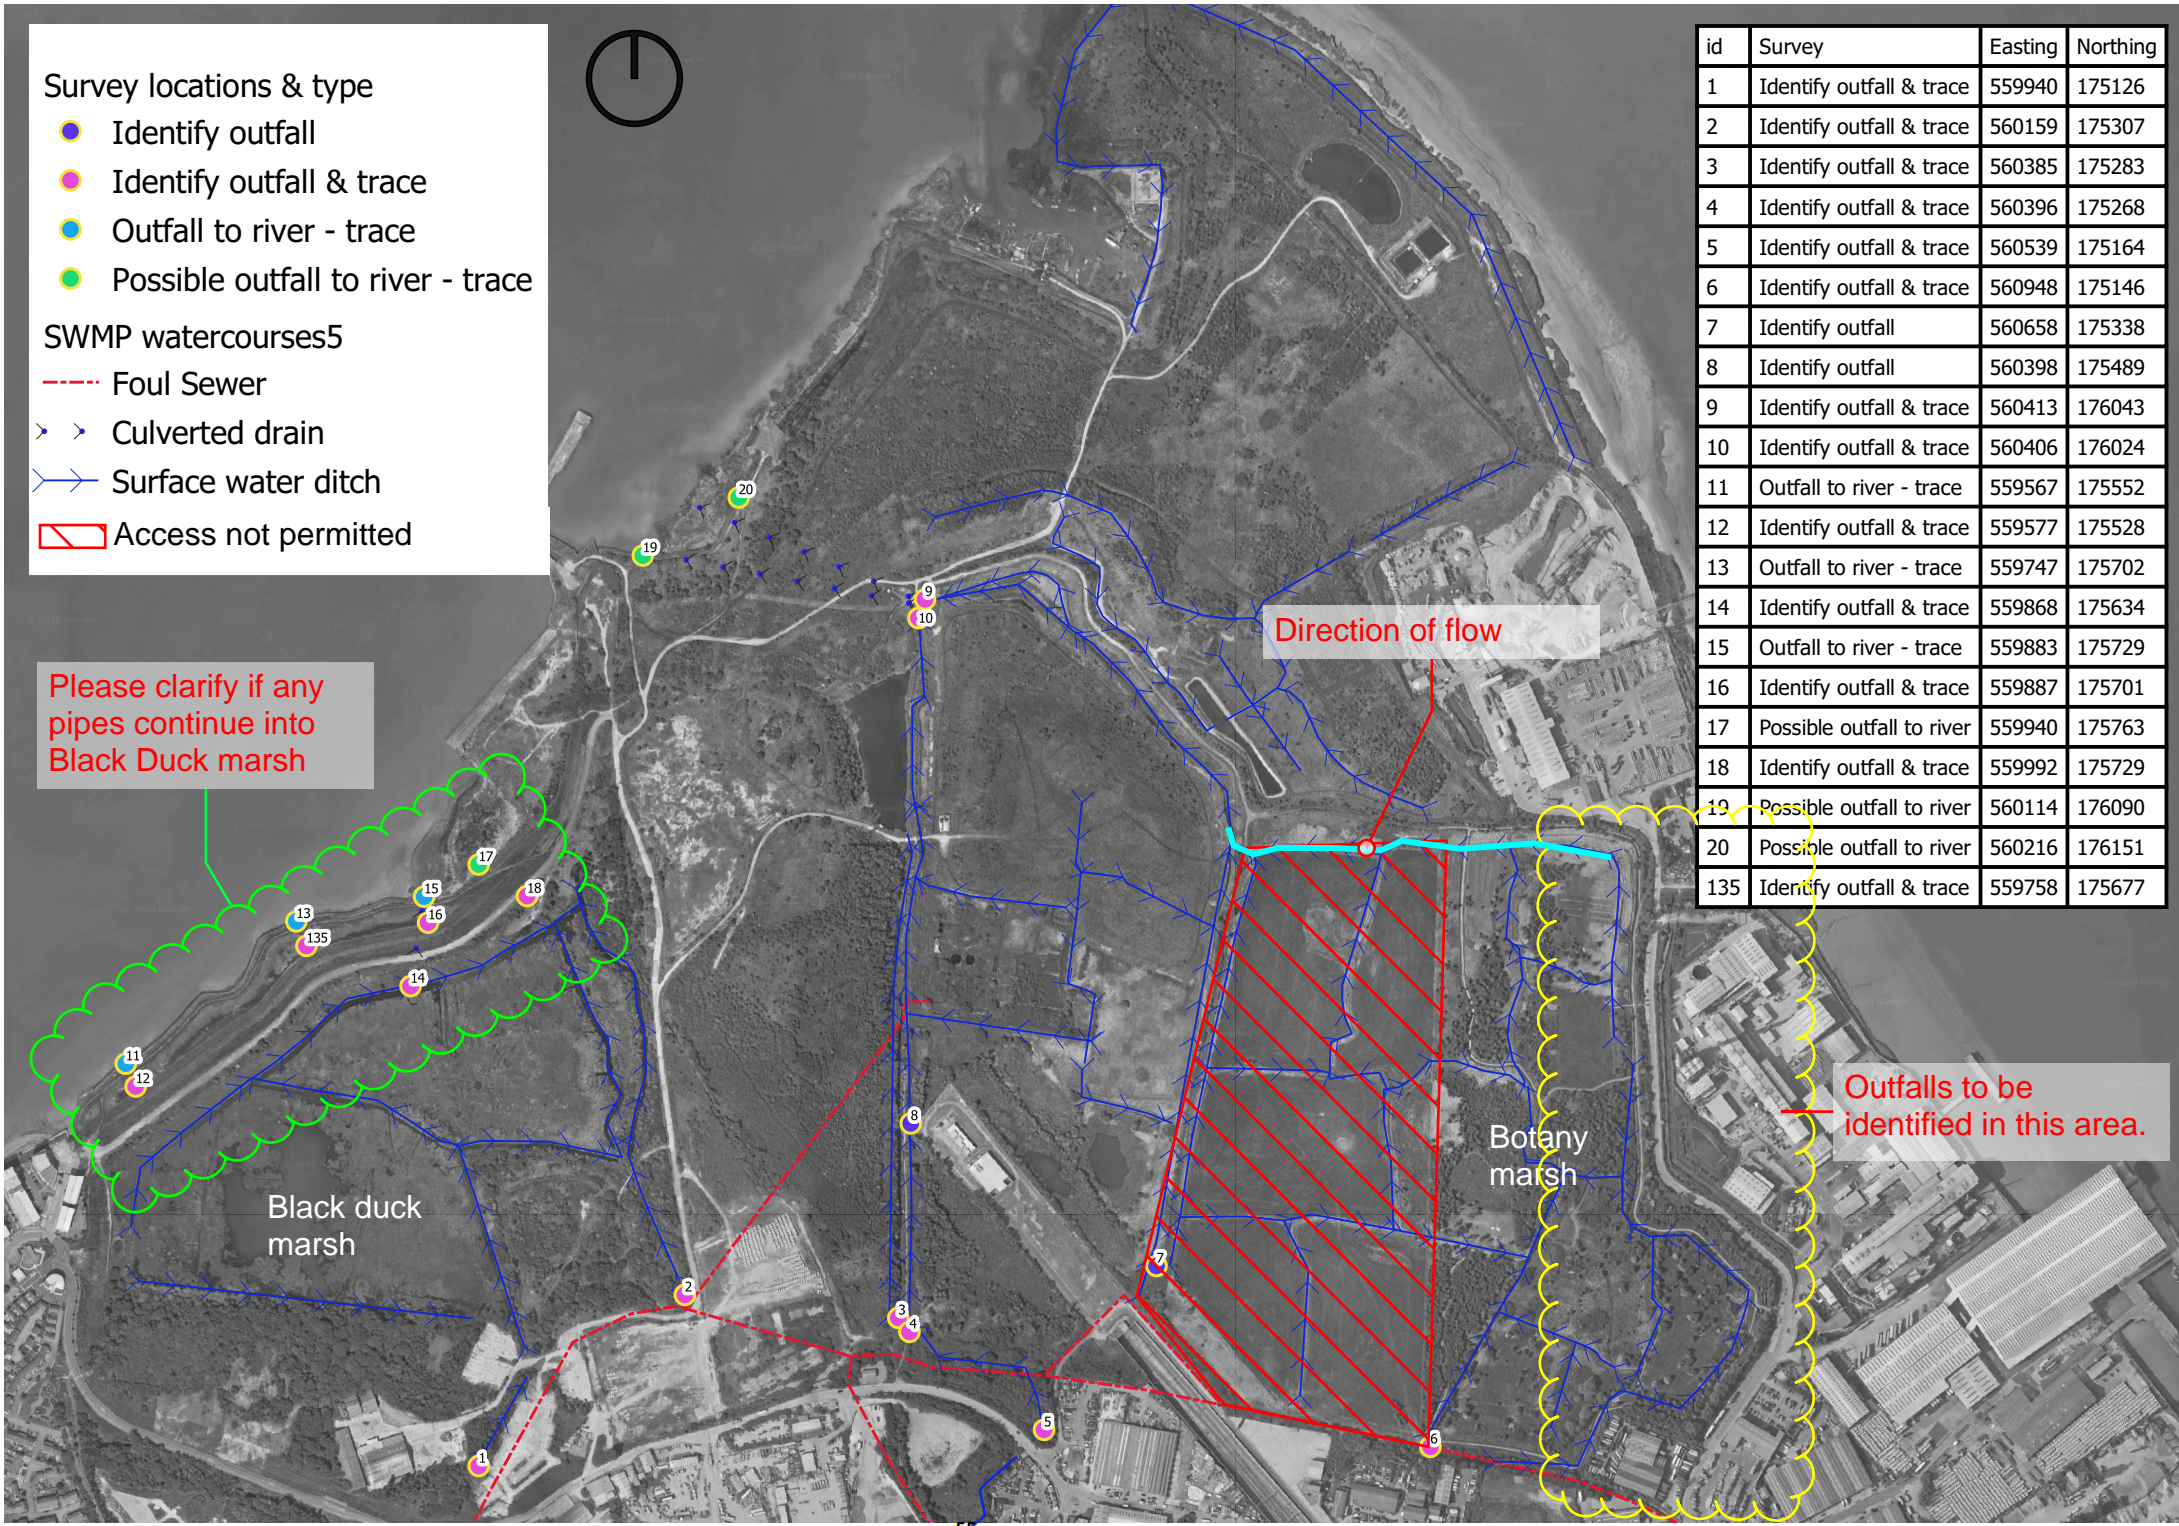 Survey locations & type
Identify outfall
Identify outfall & trace
Outfall to river - trace
Possible outfall to river - trace
SWMP watercourses5
Foul Sewer
Culverted drain
Surface water ditch
Access not permitted
id Survey Easting Northing
1 Identify outfall & trace 559940 175126
2 Identify outfall & trace 560159 175307
3 Identify outfall & trace 560385 175283
4 Identify outfall & trace 560396 175268
5 Identify outfall & trace 560539 175164
6 Identify outfall & trace 560948 175146
7 Identify outfall 560658 175338
8 Identify outfall 560398 175489
9 Identify outfall & trace 560413 176043
10 Identify outfall & trace 560406 176024
11 Outfall to river - trace 559567 175552
12 Identify outfall & trace 559577 175528
13 Outfall to river - trace 559747 175702
14 Identify outfall & trace 559868 175634
15 Outfall to river - trace 559883 175729
16 Identify outfall & trace 559887 175701
17 Possible outfall to river 559940 175763
18 Identify outfall & trace 559992 175729
19 Possible outfall to river 560114 176090
20 Possible outfall to river 560216 176151
135 Identify outfall & trace 559758 175677
20
19
9
10
Direction of flow
Please clarify if any
pipes continue into
Black Duck marsh
17
15
18
13
16
135
14
11
12
8
Botany
marsh
Outfalls to be
identified in this area.
Black duck
marsh
7
2
3
4
5
6
1